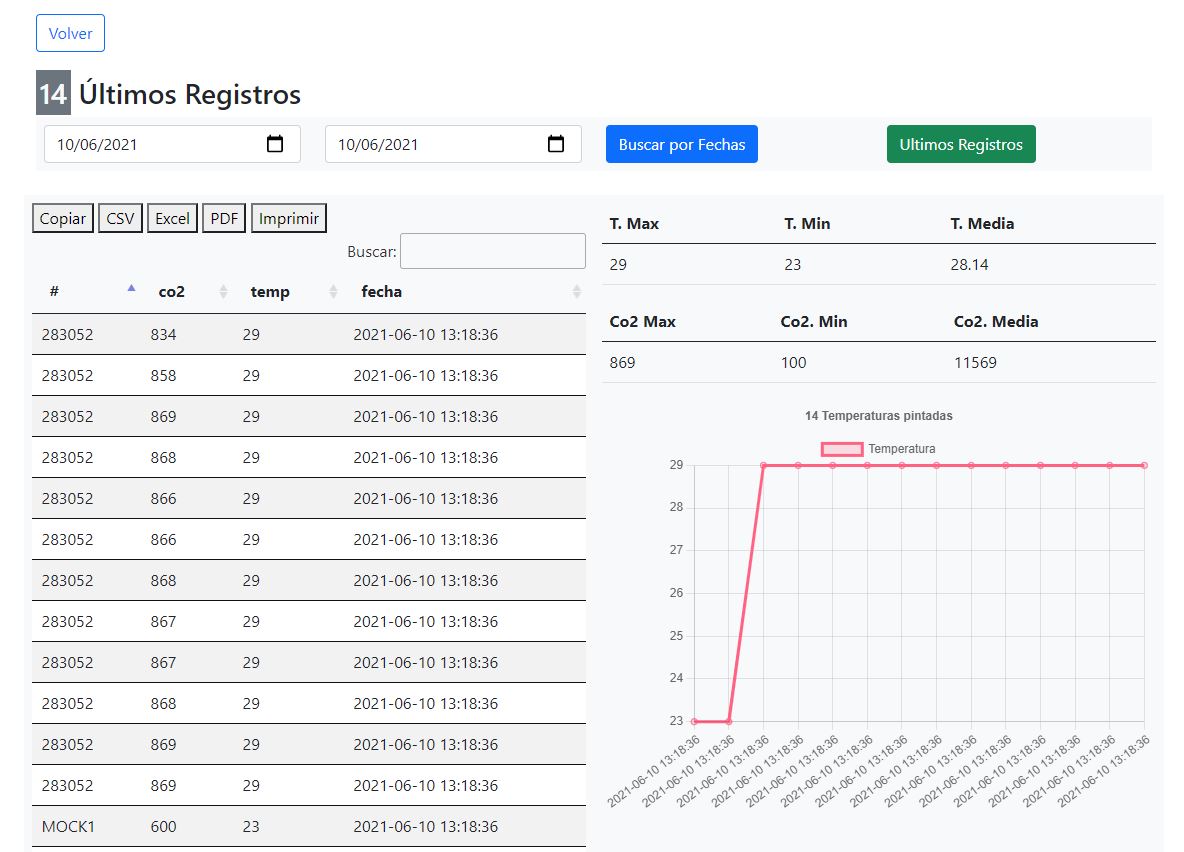 Volver
14 Últimos Registros
10/06/2021 10/06/2021 Buscar por Fechas Ultimos Registros
Copiar CSV Excel PDF Imprimir
Buscar:
# co2 temp fecha
283052 834 29 2021-06-10 13:18:36
283052 858 29 2021-06-10 13:18:36
283052 869 29 2021-06-10 13:18:36
283052 868 29 2021-06-10 13:18:36
283052 866 29 2021-06-10 13:18:36
283052 866 29 2021-06-10 13:18:36
283052 868 29 2021-06-10 13:18:36
283052 867 29 2021-06-10 13:18:36
283052 867 29 2021-06-10 13:18:36
283052 868 29 2021-06-10 13:18:36
283052 869 29 2021-06-10 13:18:36
283052 869 29 2021-06-10 13:18:36
MOCK1 600 23 2021-06-10 13:18:36
T. Max T. Min T. Media
29 23 28.14
Co2 Max Co2. Min Co2. Media
869 100 11569
14 Temperaturas pintadas
Temperatura
29
28
27
26
25
24
23
2021-06-10 13:18:36
2021-06-10 13:18:36
2021-06-10 13:18:36
2021-06-10 13:18:36
2021-06-10 13:18:36
2021-06-10 13:18:36
2021-06-10 13:18:36
2021-06-10 13:18:36
2021-06-10 13:18:36
2021-06-10 13:18:36
2021-06-10 13:18:36
2021-06-10 13:18:36
2021-06-10 13:18:36
2021-06-10 13:18:36